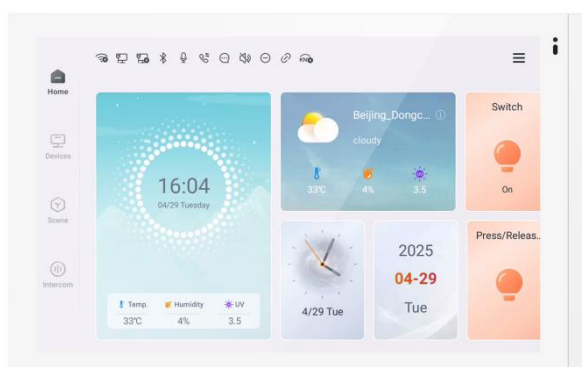 KNX
Home
Devices
Scene
Intercom
16:04
04/29 Tuesday
Temp.
Humidity
UV
33℃
4%
3.5
Beijing_Dongc...
cloudy
33℃
4%
3.5
4/29 Tue
2025
04-29
Tue
Switch
On
Press/Releas..